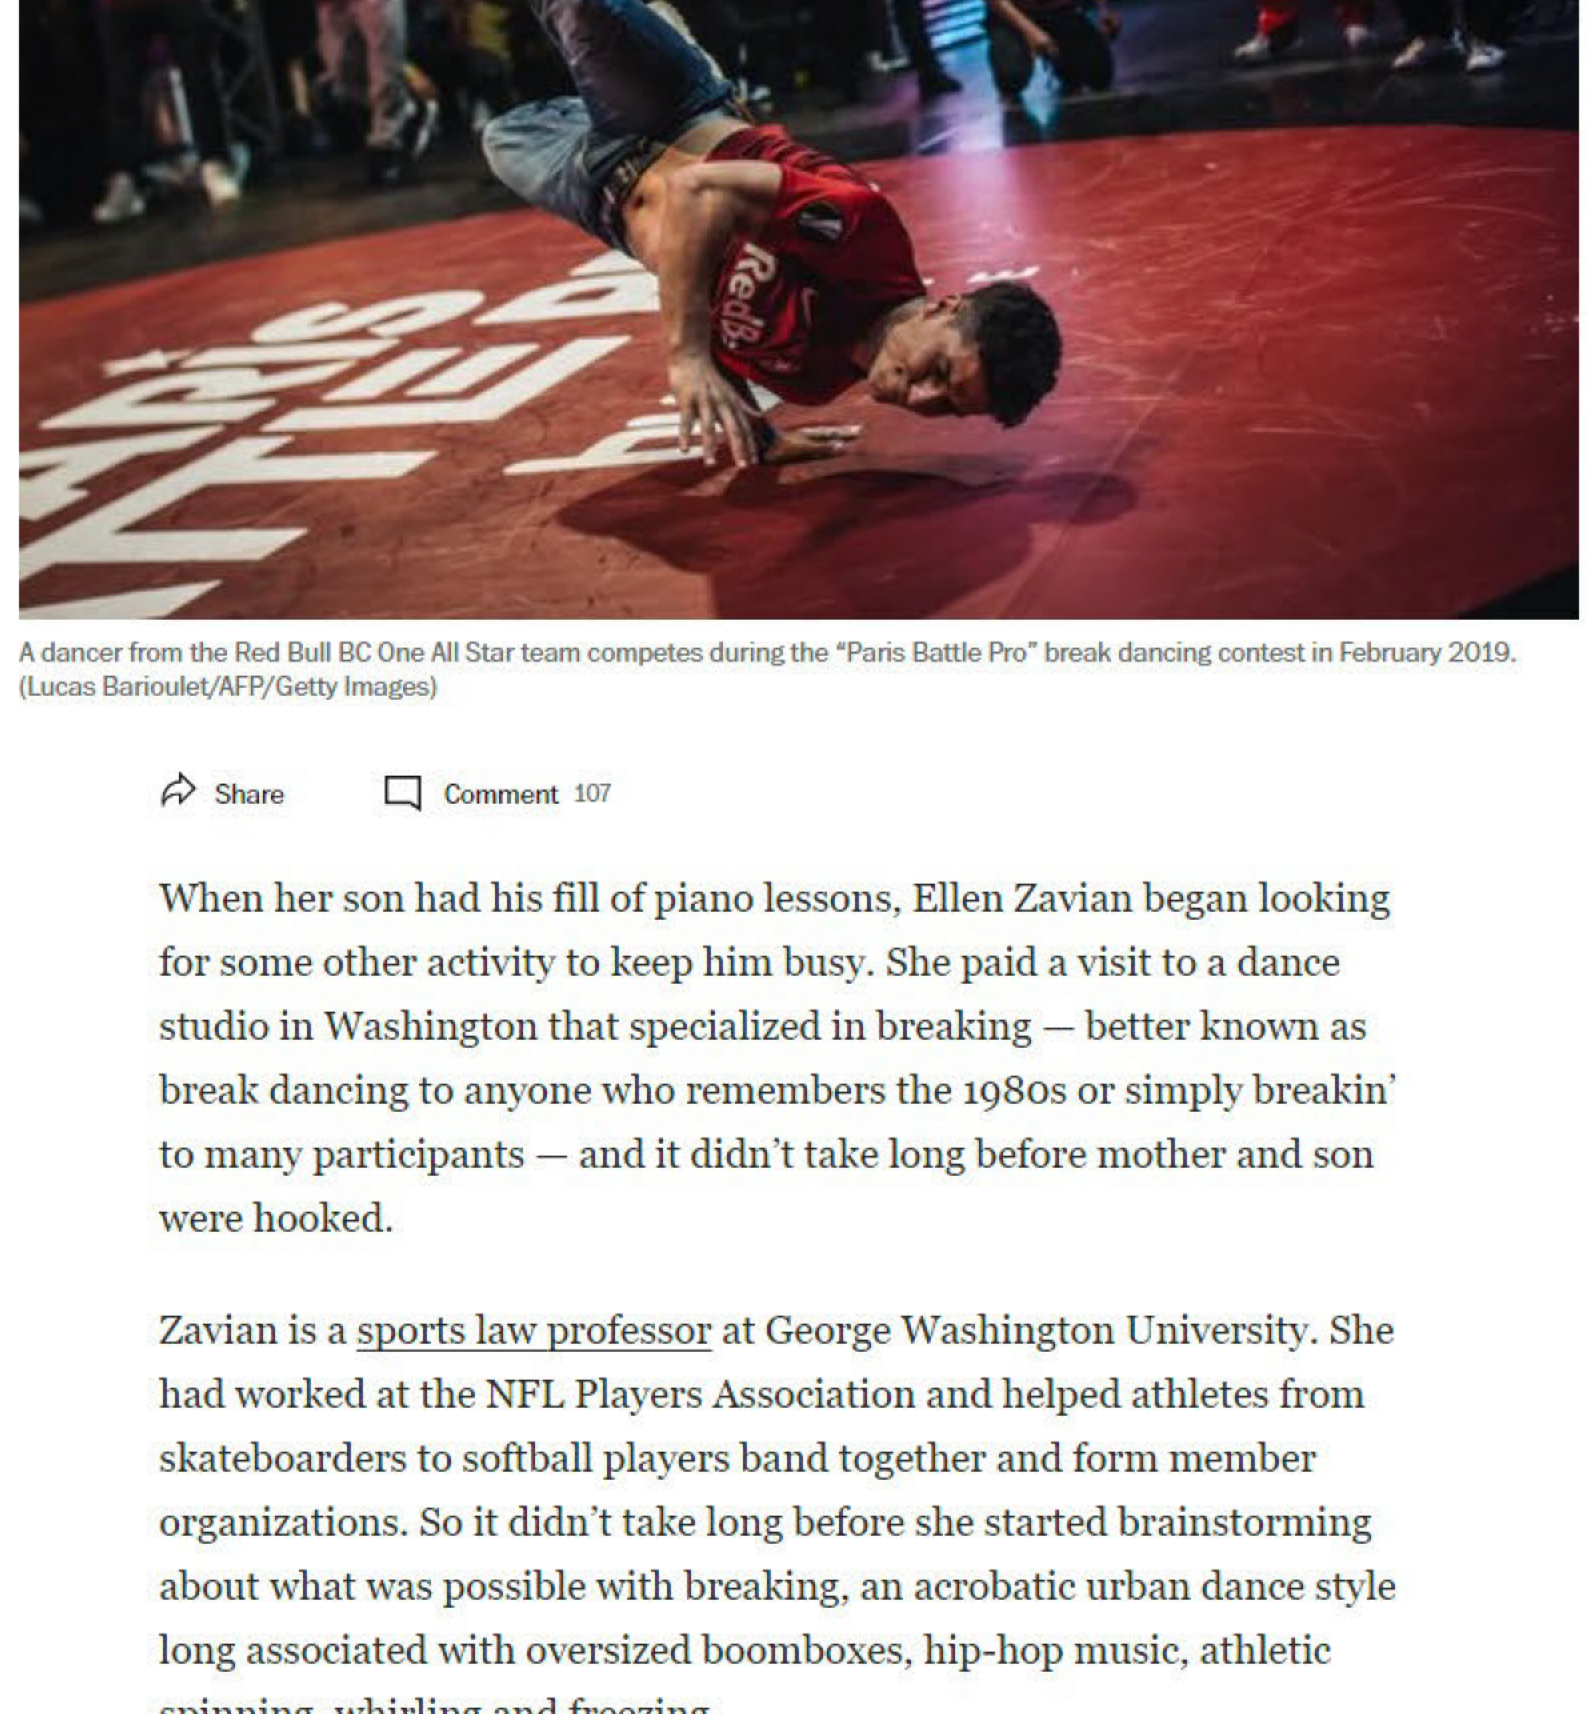 PARIS
RedB
A dancer from the Red Bull BC One All Star team competes during the “Paris Battle Pro” break dancing contest in February 2019.
(Lucas Barioulet/AFP/Getty Images)
Share Comment 107
When her son had his fill of piano lessons, Ellen Zavian began looking
for some other activity to keep him busy. She paid a visit to a dance
studio in Washington that specialized in breaking — better known as
break dancing to anyone who remembers the 1980s or simply breakin’
to many participants — and it didn’t take long before mother and son
were hooked.
Zavian is a sports law professor at George Washington University. She
had worked at the NFL Players Association and helped athletes from
skateboarders to softball players band together and form member
organizations. So it didn’t take long before she started brainstorming
about what was possible with breaking, an acrobatic urban dance style
long associated with oversized boomboxes, hip-hop music, athletic
spinning, whirling and freezing.